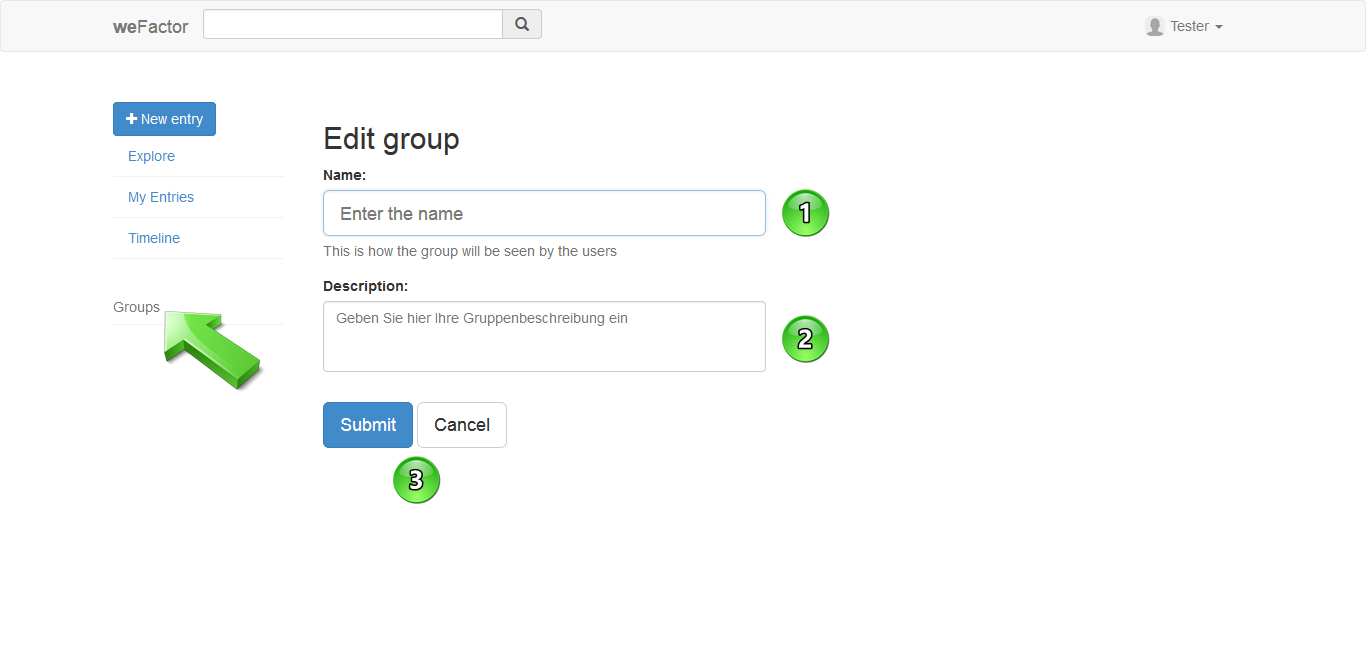 weFactor
Tester
New entry
Explore
My Entries
Timeline
Groups
Edit group
Name:
Enter the name
1
This is how the group will be seen by the users
Description:
Geben Sie hier Ihre Gruppenbeschreibung ein
2
Submit Cancel
3